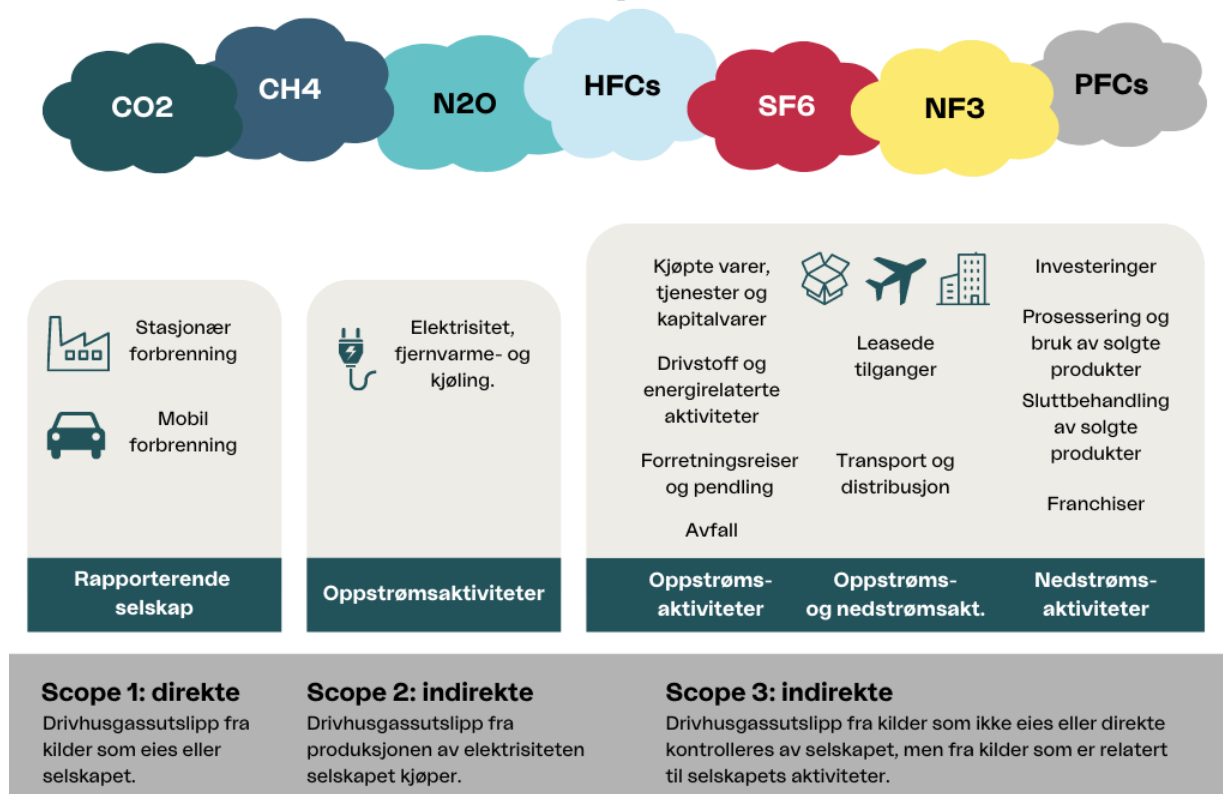 CO2
CH4
N2O
HFCs
SF6
NF3
PFCs
Stasjonær
forbrenning
Mobil
forbrenning
Rapporterende
selskap
Elektrisitet,
fjernvarme- og
kjøling.
Oppstrømsaktiviteter
Kjøpte varer,
tjenester og
kapitalvarer
Drivstoff og
energirelaterte
aktiviteter
Forretningsreiser
og pendling
Avfall
Oppstrøms-
aktiviteter
Leasede
tilganger
Transport og
distribusjon
Oppstrøms-
og nedstrømsakt.
Investeringer
Prosessering og
bruk av solgte
produkter
Sluttbehandling
av solgte
produkter
Franchiser
Nedstrøms-
aktiviteter
Scope 1: direkte
Drivhusgassutslipp fra
kilder som eies eller
selskapet.
Scope 2: indirekte
Drivhusgassutslipp fra
produksjonen av elektrisiteten
selskapet kjøper.
Scope 3: indirekte
Drivhusgassutslipp fra kilder som ikke eies eller direkte
kontrolleres av selskapet, men fra kilder som er relatert
til selskapets aktiviteter.